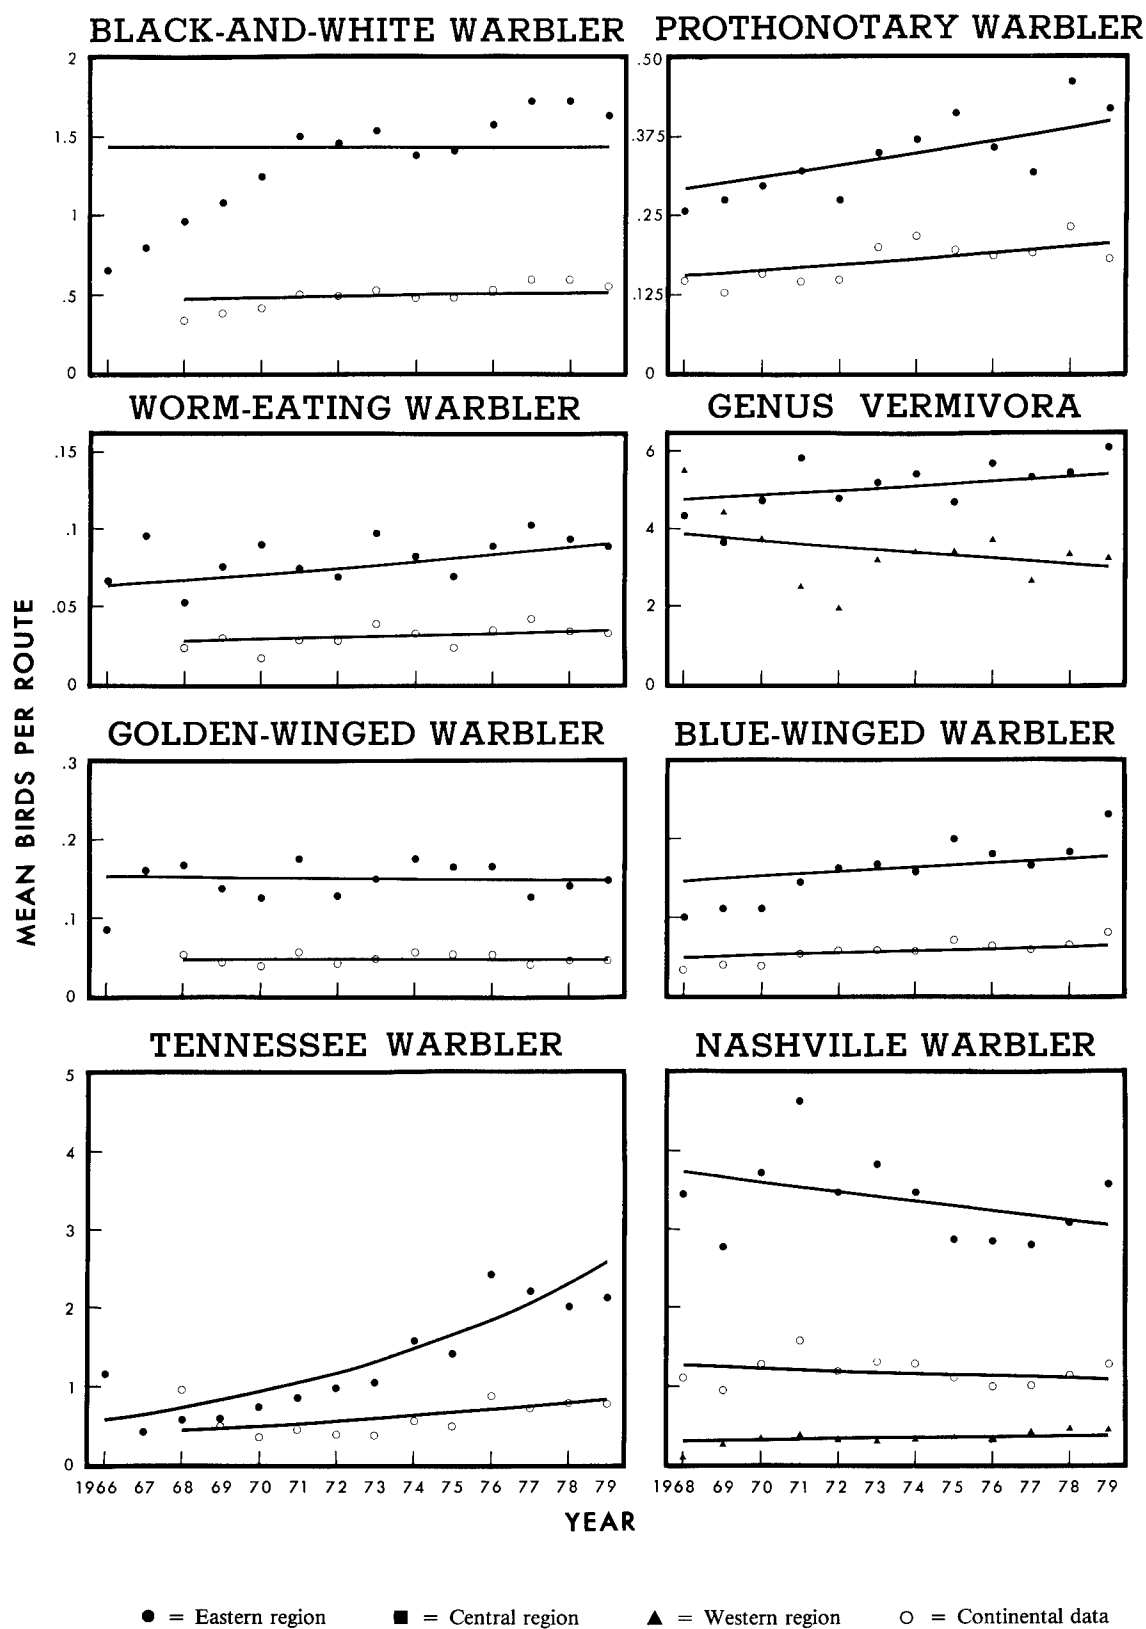 BLACK-AND-WHITE WARBLER
PROTHONOTARY WARBLER
2
1.5
1
.5
0
.50
.375
.25
.125
0
WORM-EATING WARBLER
GENUS VERMIVORA
.15
.1
.05
0
6
4
2
0
GOLDEN-WINGED WARBLER
BLUE-WINGED WARBLER
.3
.2
.1
0
MEAN BIRDS PER ROUTE
TENNESSEE WARBLER
NASHVILLE WARBLER
5
4
3
2
1
0
1966 67 68 69 70 71 72 73 74 75 76 77 78 79
1968 69 70 71 72 73 74 75 76 77 78 79
YEAR
● = Eastern region ■ = Central region ▲ = Western region ○ = Continental data